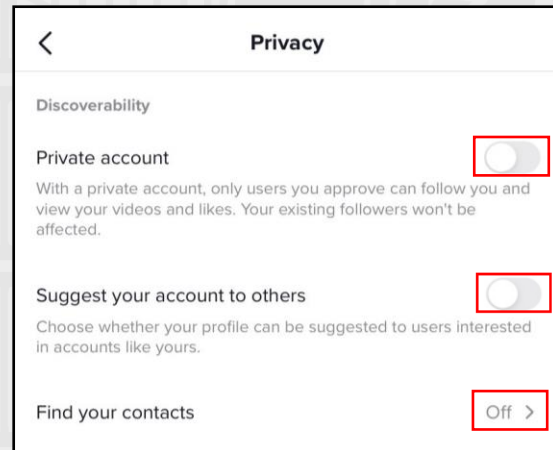 Privacy
Discoverability
Private account
With a private account, only users you approve can follow you and
view your videos and likes. Your existing followers won't be
affected.
Suggest your account to others
Choose whether your profile can be suggested to users interested
in accounts like yours.
Find your contacts Off